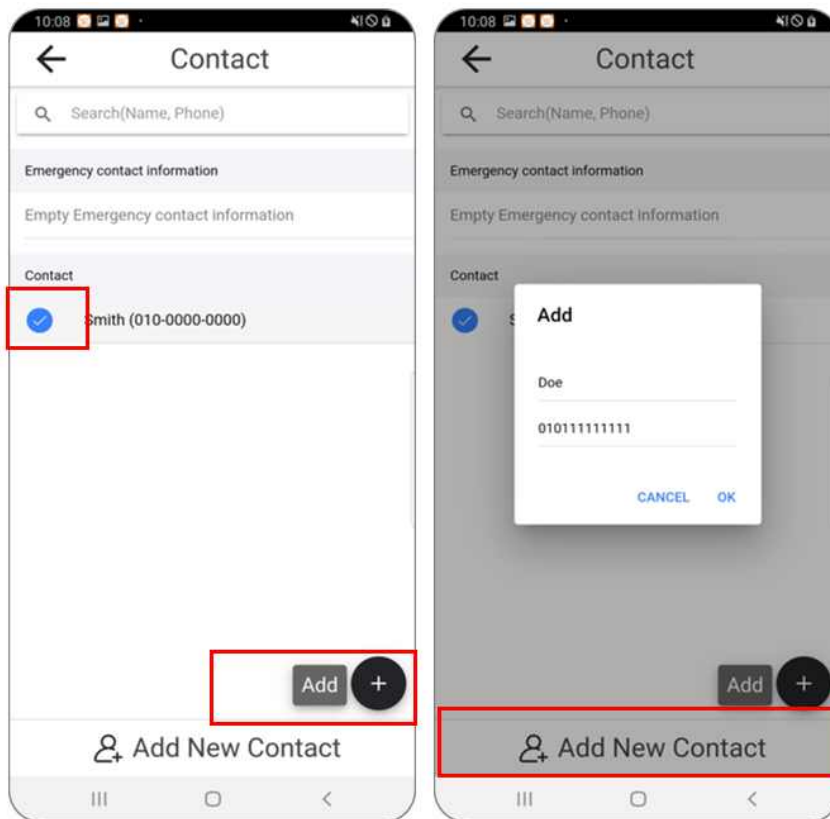 10:08
Contact
Search(Name, Phone)
Emergency contact information
Empty Emergency contact information
Contact
Smith (010-0000-0000)
Add
Add New Contact
10:08
Contact
Search(Name, Phone)
Emergency contact information
Empty Emergency contact information
Contact
Add
Doe
010111111111
CANCEL OK
Add
Add New Contact